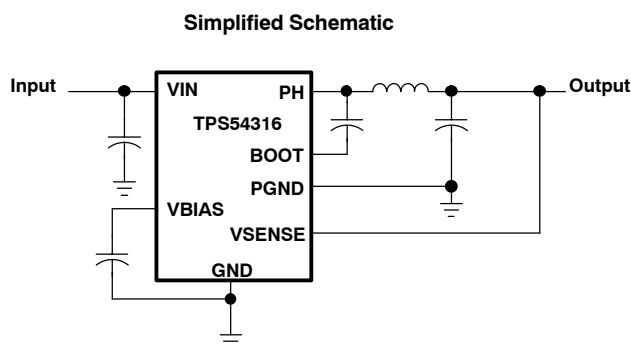 Simplified Schematic
Input
VIN
PH
Output
TPS54316
BOOT
PGND
VBIAS
VSENSE
GND